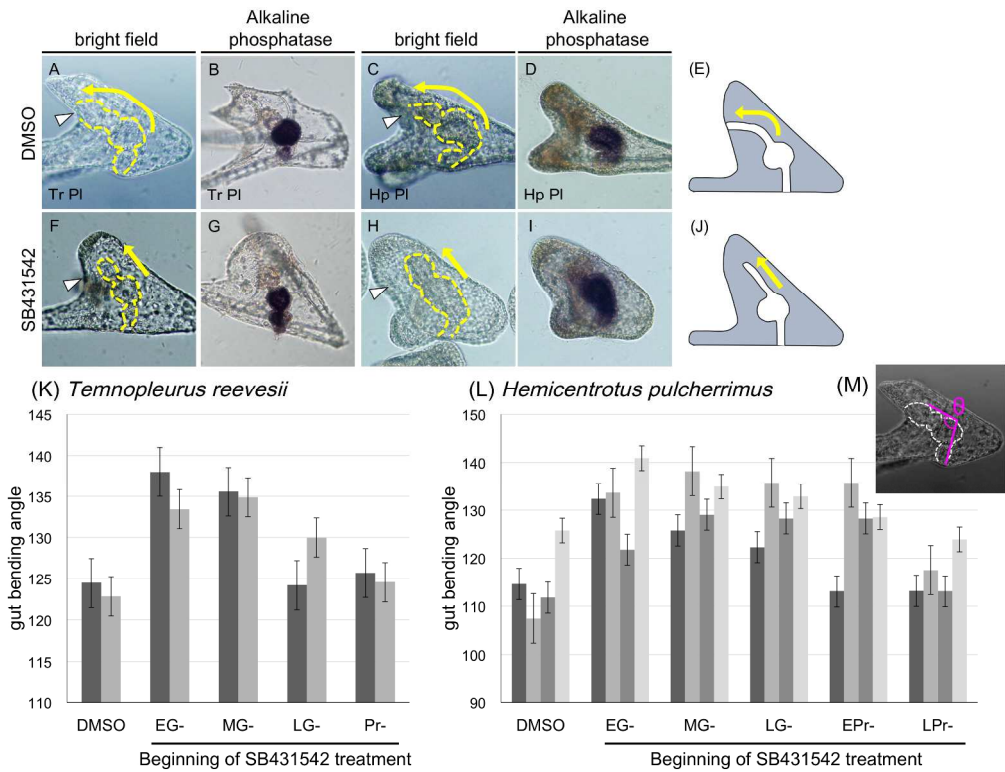 Alkaline
Alkaline
bright field
phosphatase
bright field
phosphatase
A
B
C
D
(E)
DMSO
Tr Pl
Tr Pl
Hp Pl
Hp Pl
F
G
H
I
(J)
SB431542
(K) Temnopleurus reevesii
(L) Hemicentrotus pulcherrimus
(M)
θ
gut bending angle
145
140
135
130
125
120
115
110
DMSO
EG-
MG-
LG-
Pr-
Beginning of SB431542 treatment
gut bending angle
150
140
130
120
110
100
90
DMSO
EG-
MG-
LG-
EPr-
LPr-
Beginning of SB431542 treatment